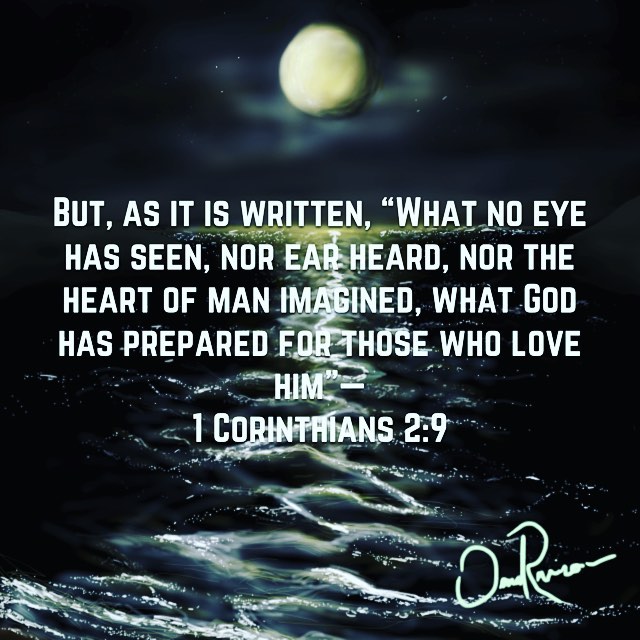 But, as it is written, “What no eye
has seen, nor ear heard, nor the
heart of man imagined, what God
has prepared for those who love
him”—
1 Corinthians 2:9